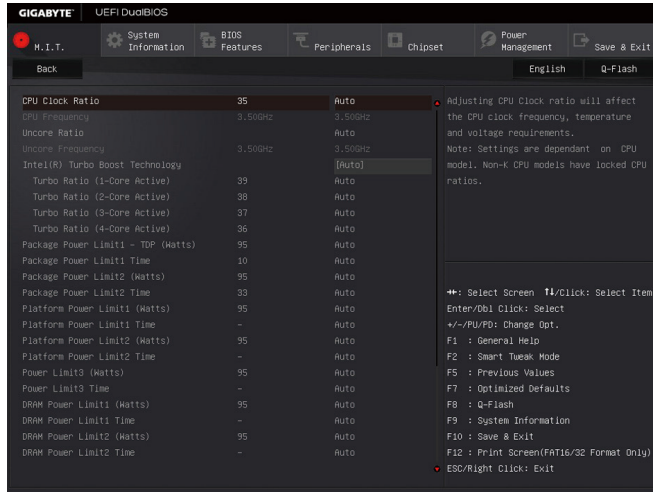 GIGABYTE™ UEFI DualBIOS
M.I.T. System Information BIOS Features Peripherals Chipset Power Management Save & Exit
Back English Q-Flash
CPU Clock Ratio 35 Auto
CPU Frequency 3.50GHz 3.50GHz
Uncore Ratio Auto
Uncore Frequency 3.50GHz 3.50GHz
Intel(R) Turbo Boost Technology [Auto]
Turbo Ratio (1-Core Active) 39 Auto
Turbo Ratio (2-Core Active) 38 Auto
Turbo Ratio (3-Core Active) 37 Auto
Turbo Ratio (4-Core Active) 36 Auto
Package Power Limit1 - TDP (Watts) 95 Auto
Package Power Limit1 Time 10 Auto
Package Power Limit2 (Watts) 95 Auto
Package Power Limit2 Time 33 Auto
Platform Power Limit1 (Watts) 95 Auto
Platform Power Limit1 Time - Auto
Platform Power Limit2 (Watts) 95 Auto
Platform Power Limit2 Time - Auto
Power Limit3 (Watts) 95 Auto
Power Limit3 Time - Auto
DRAM Power Limit1 (Watts) 95 Auto
DRAM Power Limit1 Time - Auto
DRAM Power Limit2 (Watts) 95 Auto
DRAM Power Limit2 Time - Auto
Adjusting CPU Clock ratio will affect
the CPU clock frequency, temperature
and voltage requirements.
Note: Settings are dependant on CPU
model. Non-K CPU models have locked CPU
ratios.
→←: Select Screen ↑↓/Click: Select Item
Enter/Dbl Click: Select
+/-/PU/PD: Change Opt.
F1 : General Help
F2 : Smart Tweak Mode
F5 : Previous Values
F7 : Optimized Defaults
F8 : Q-Flash
F9 : System Information
F10 : Save & Exit
F12 : Print Screen(FAT16/32 Format Only)
ESC/Right Click: Exit